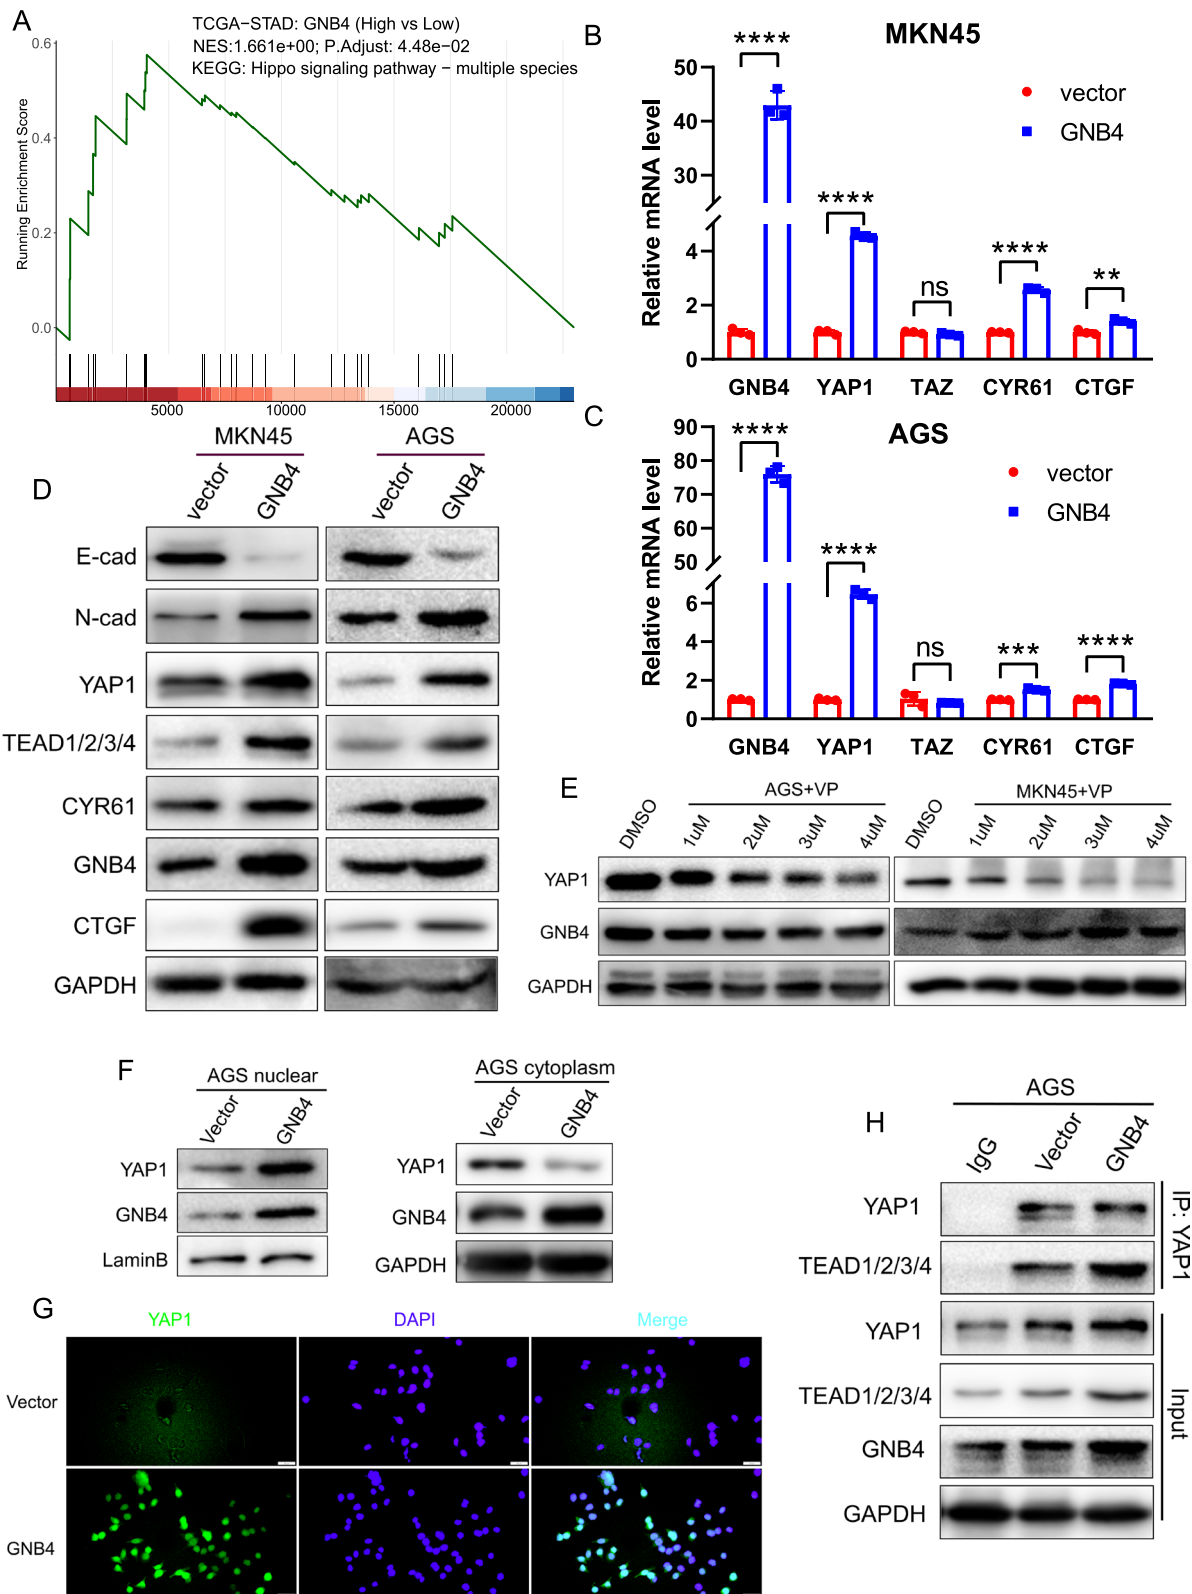 A
TCGA−STAD: GNB4 (High vs Low)
NES:1.661e+00; P.Adjust: 4.48e−02
KEGG: Hippo signaling pathway − multiple species
Running Enrichment Score
0.6
0.4
0.2
0.0
5000
10000
15000
20000
B
MKN45
Relative mRNA level
50
40
30
4
2
0
****
****
ns
****
**
vector
GNB4
GNB4
YAP1
TAZ
CYR61
CTGF
C
AGS
Relative mRNA level
90
80
70
60
50
6
4
2
0
****
****
ns
***
****
vector
GNB4
GNB4
YAP1
TAZ
CYR61
CTGF
D
MKN45
AGS
vector
GNB4
vector
GNB4
E-cad
N-cad
YAP1
TEAD1/2/3/4
CYR61
GNB4
CTGF
GAPDH
E
AGS+VP
MKN45+VP
DMSO
1uM
2uM
3uM
4uM
DMSO
1uM
2uM
3uM
4uM
YAP1
GNB4
GAPDH
F
AGS nuclear
Vector
GNB4
YAP1
GNB4
LaminB
AGS cytoplasm
Vector
GNB4
YAP1
GNB4
GAPDH
G
YAP1
DAPI
Merge
Vector
GNB4
H
AGS
IgG
Vector
GNB4
YAP1
TEAD1/2/3/4
IP: YAP1
YAP1
TEAD1/2/3/4
GNB4
GAPDH
Input